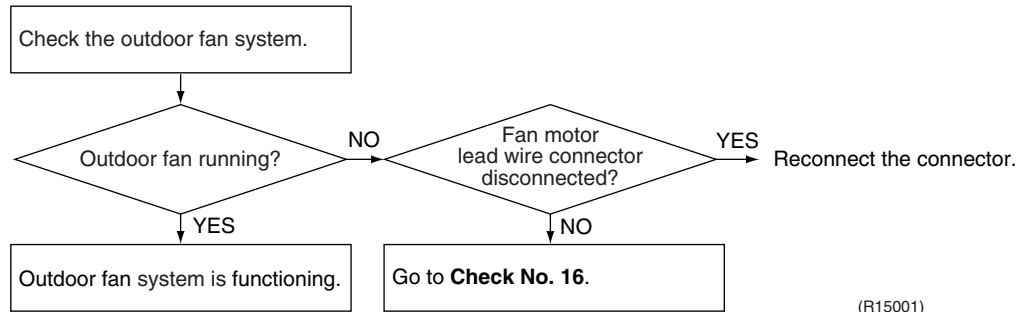 Check the outdoor fan system.
Outdoor fan running?
NO
Fan motor
lead wire connector
disconnected?
YES
Reconnect the connector.
YES
Outdoor fan system is functioning.
NO
Go to Check No. 16.
(R15001)